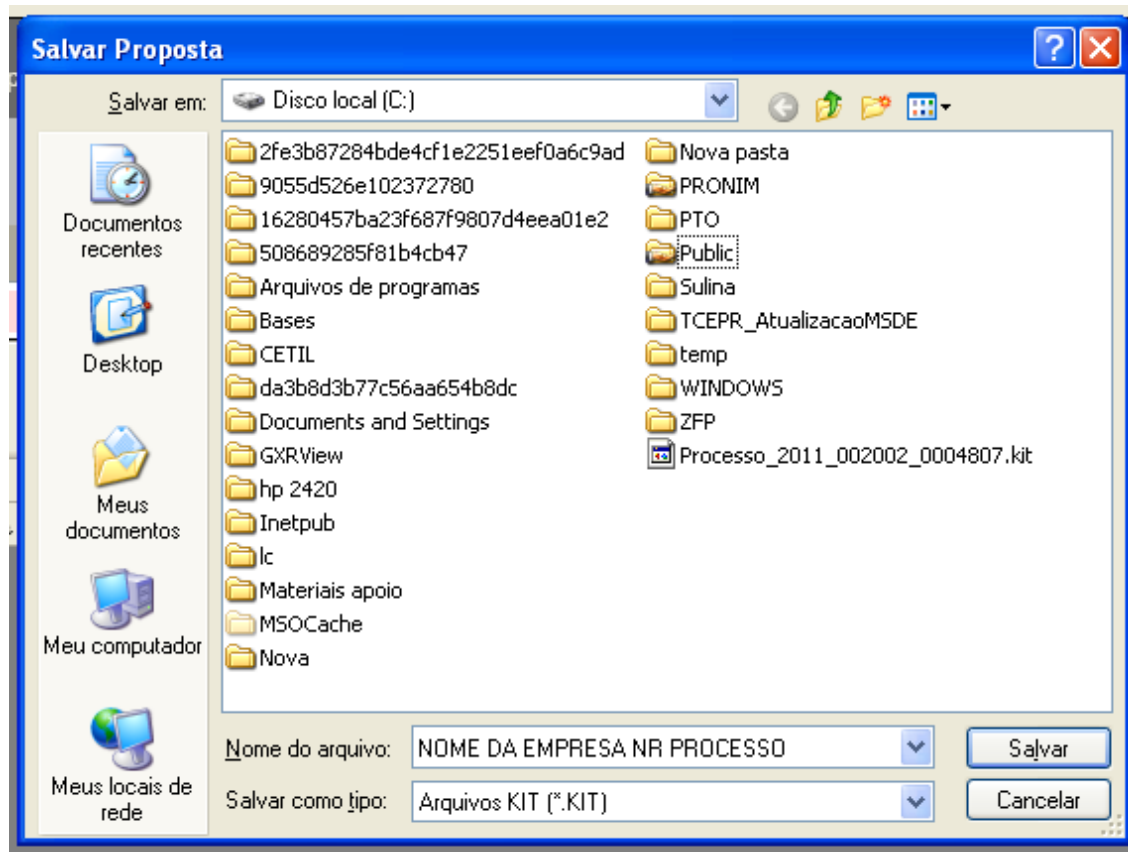 Salvar Proposta
Salvar em:
Disco local (C:)
Documentos
recentes
Desktop
Meus
documentos
Meu computador
Meus locais de
rede
2fe3b87284bde4cf1e2251eef0a6c9ad
9055d526e102372780
16280457ba23f687f9807d4eea01e2
508689285f81b4cb47
Arquivos de programas
Bases
CETIL
da3b8d3b77c56aa654b8dc
Documents and Settings
GXRView
hp 2420
Inetpub
lc
Materiais apoio
MSOCache
Nova
Nova pasta
PRONIM
PTO
Public
Sulina
TCEPR_AtualizacaoMSDE
temp
WINDOWS
ZFP
Processo_2011_002002_0004807.kit
Nome do arquivo:
NOME DA EMPRESA NR PROCESSO
Salvar
Salvar como tipo:
Arquivos KIT (*.KIT)
Cancelar